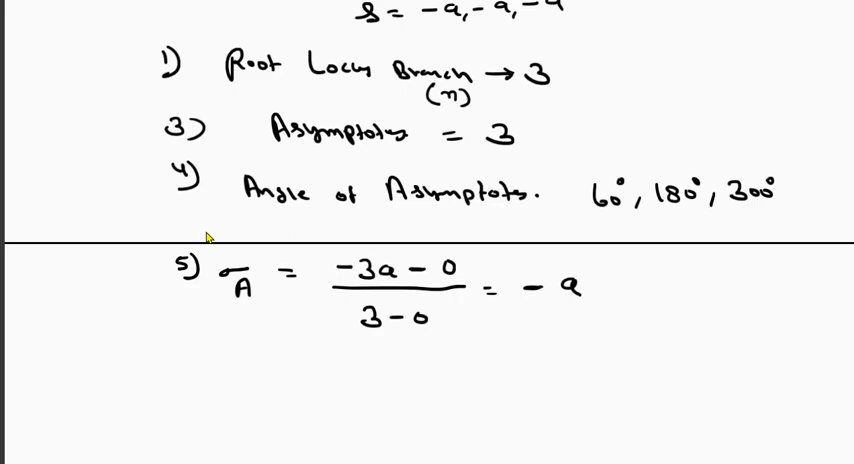 s = -a, -a, -a
1) Root Locus Branch → 3
(n)
3) Asymptotes = 3
4) Angle of Asymptots. 60°, 180°, 300°
5) σA = (-3a - 0)/(3 - 0) = -a